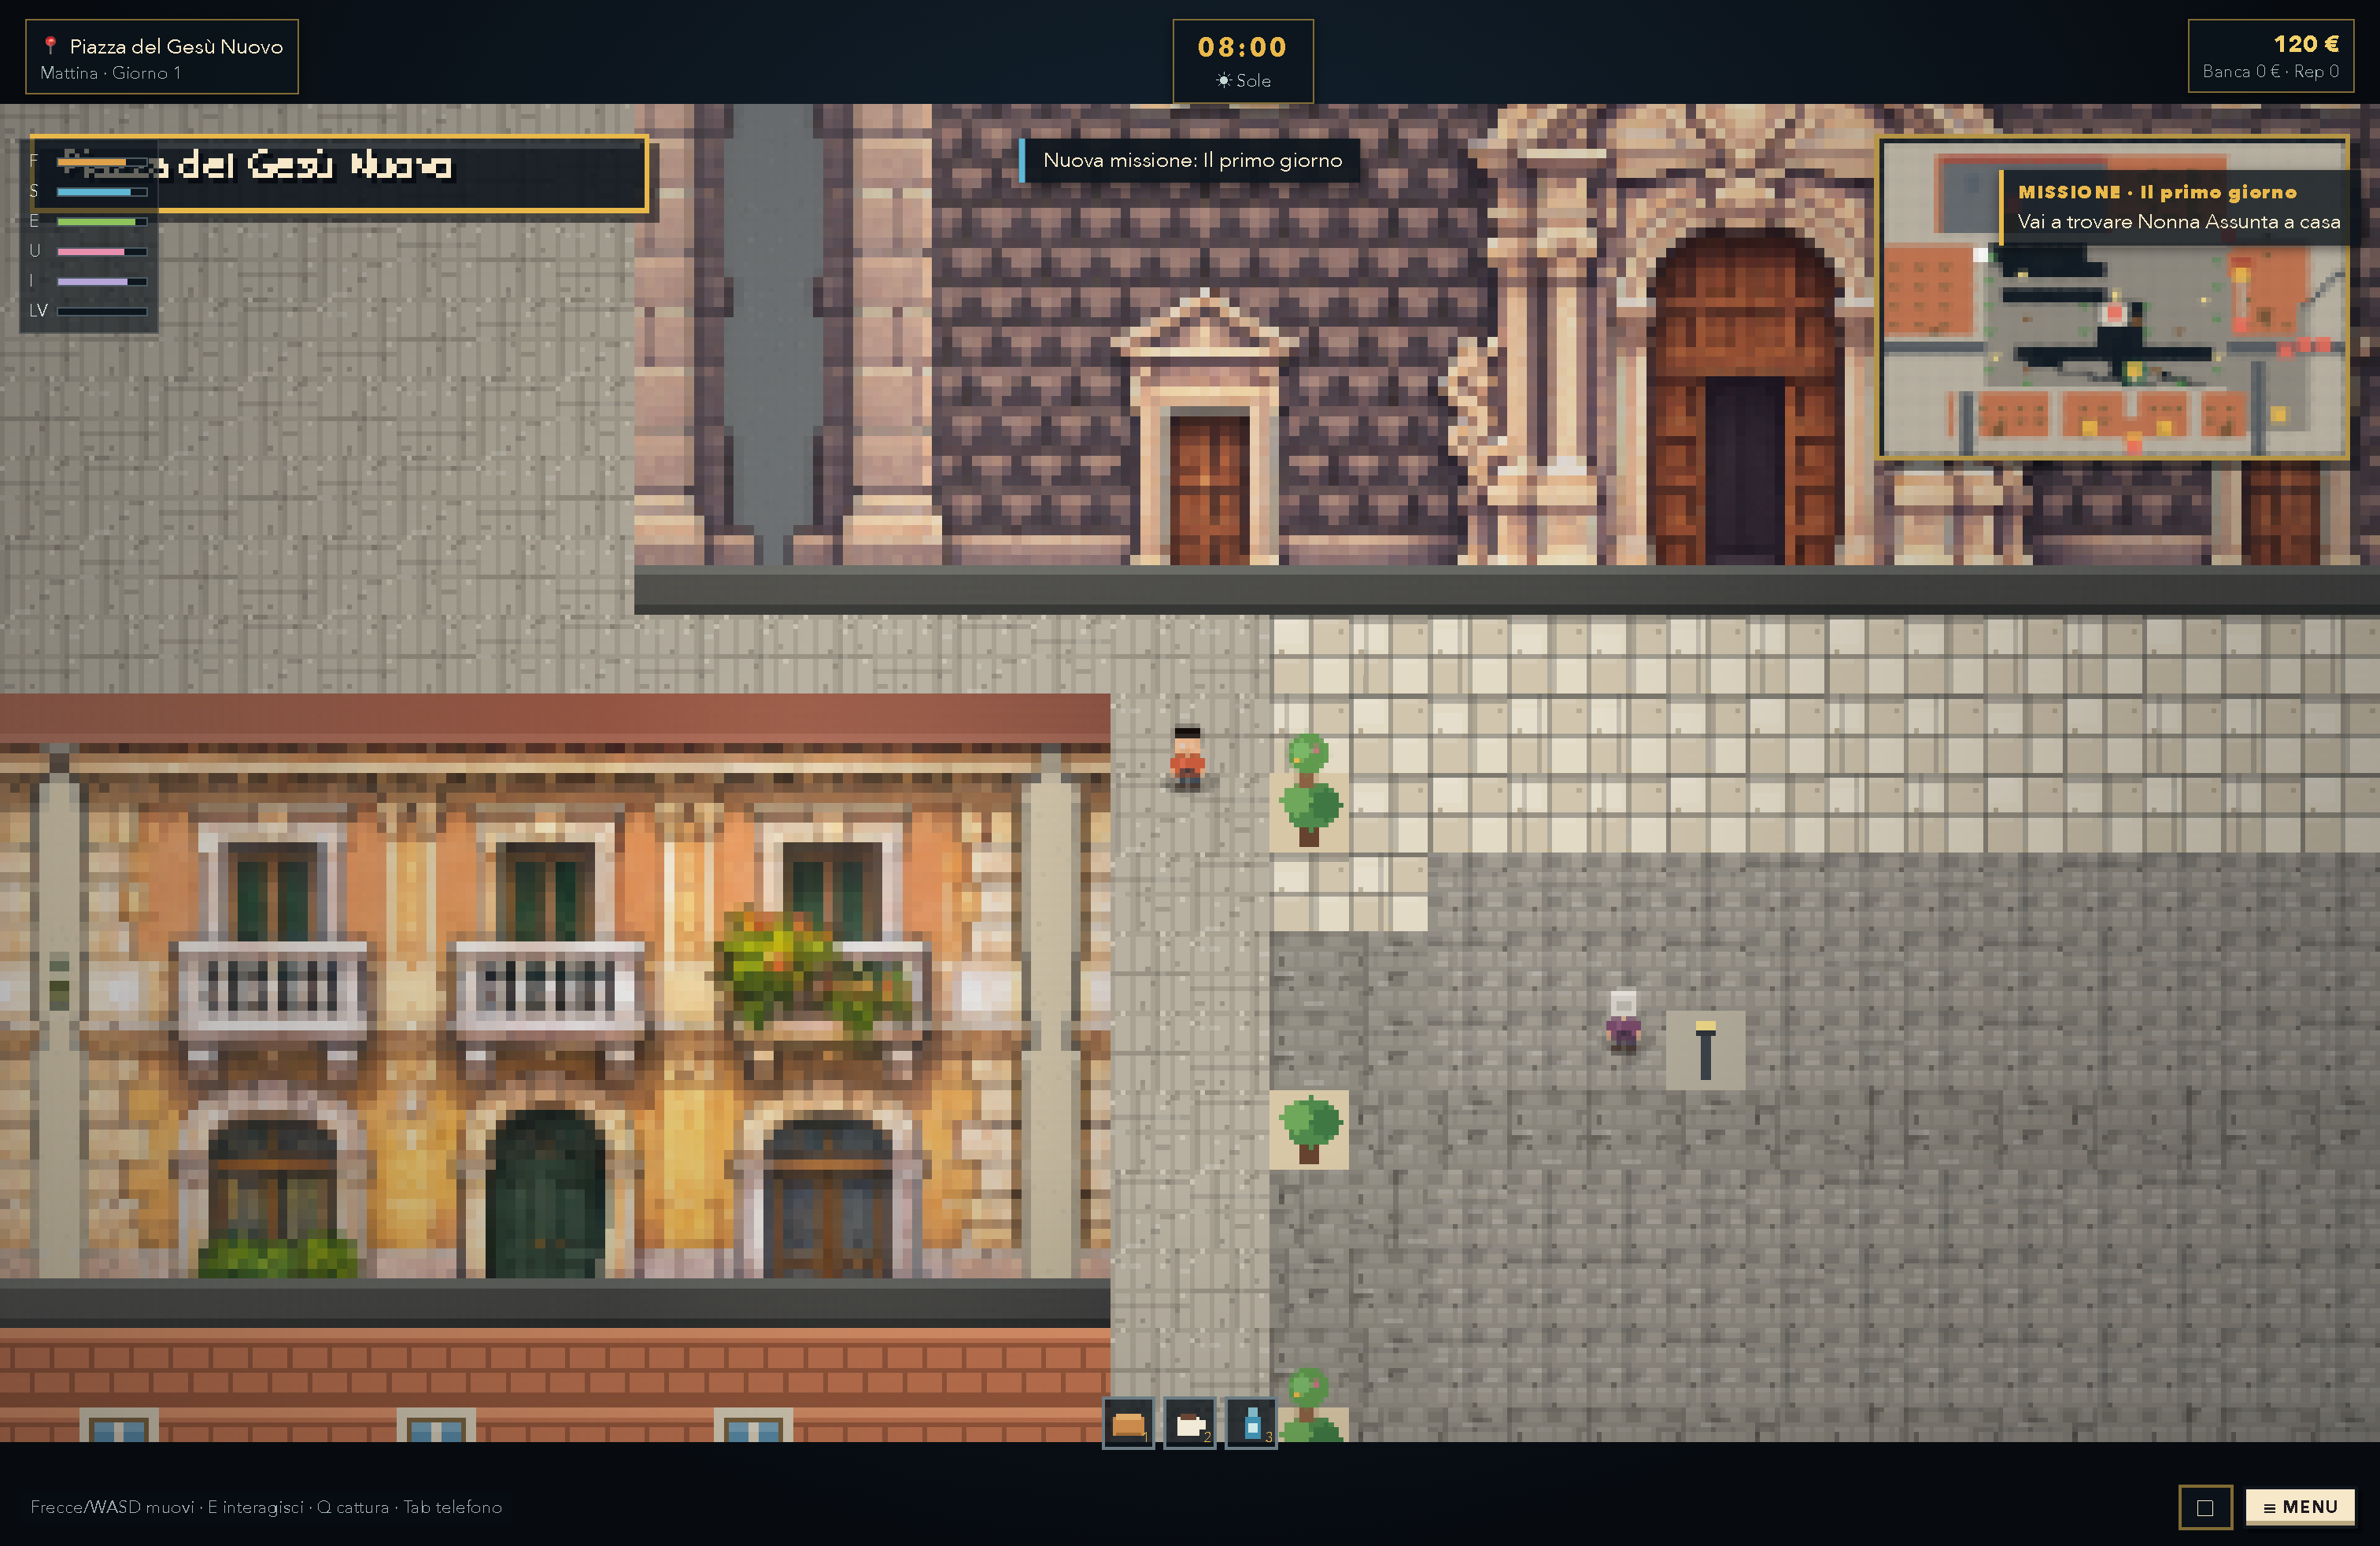 📍 Piazza del Gesù Nuovo
Mattina · Giorno 1
08:00
☀ Sole
120 €
Banca 0 € · Rep 0
del Gesù Nuovo
F
S
E
U
I
LV
Nuova missione: Il primo giorno
MISSIONE · Il primo giorno
Vai a trovare Nonna Assunta a casa
1
2
3
Frecce/WASD muovi · E interagisci · Q cattura · Tab telefono
≡ MENU